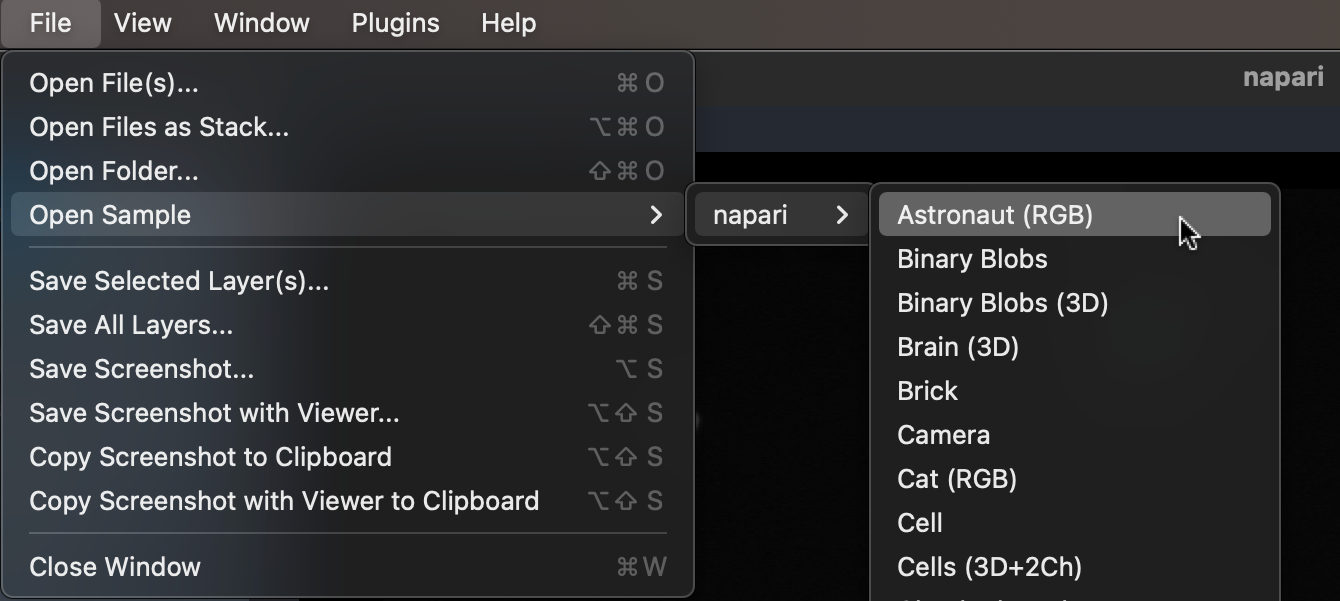 File View Window Plugins Help
napari
Open File(s)... ⌘ O
Open Files as Stack... ⌥ ⌘ O
Open Folder... ⇧ ⌘ O
Open Sample >
Save Selected Layer(s)... ⌘ S
Save All Layers... ⇧ ⌘ S
Save Screenshot... ⌥ S
Save Screenshot with Viewer... ⌥ ⇧ S
Copy Screenshot to Clipboard ⌥ ⇧ S
Copy Screenshot with Viewer to Clipboard ⌥ ⇧ S
Close Window ⌘ W
napari >
Astronaut (RGB)
Binary Blobs
Binary Blobs (3D)
Brain (3D)
Brick
Camera
Cat (RGB)
Cell
Cells (3D+2Ch)